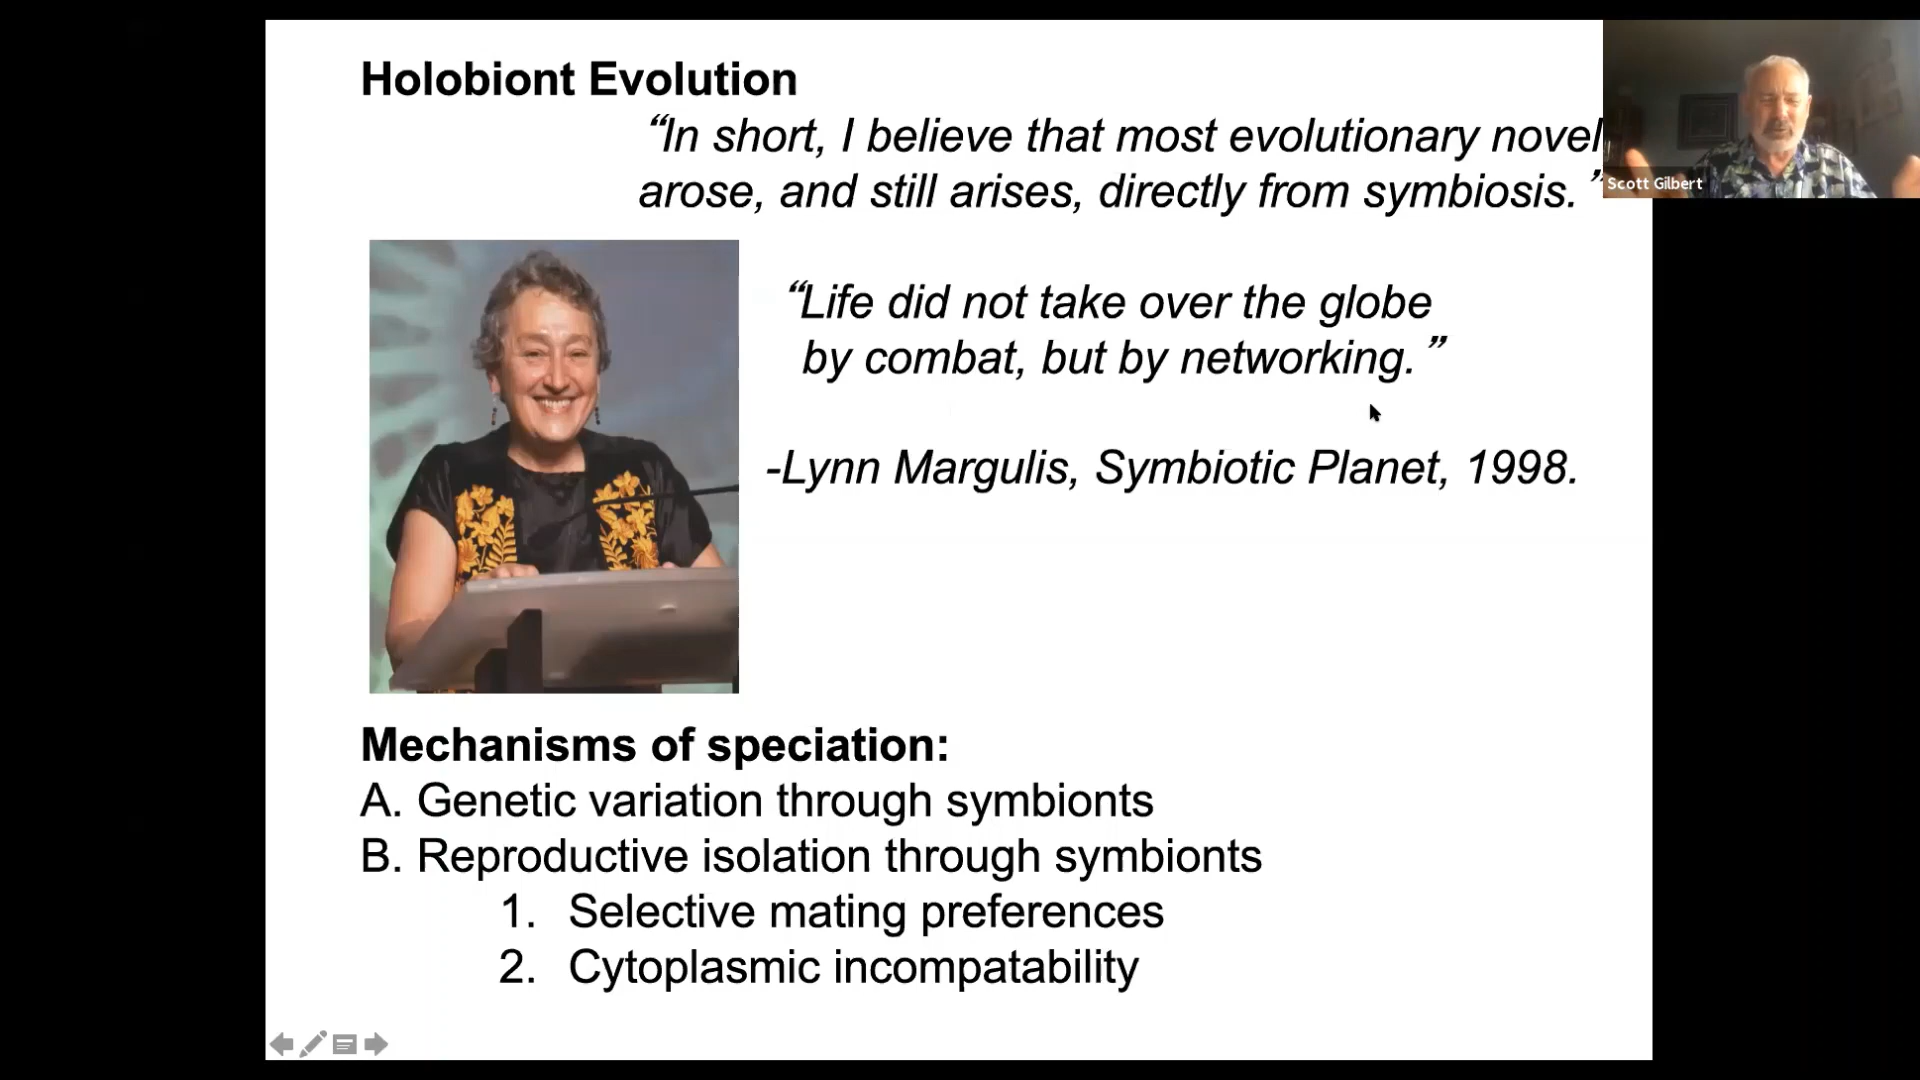 Holobiont Evolution
“In short, I believe that most evolutionary novel
arose, and still arises, directly from symbiosis.”
Scott Gilbert
“Life did not take over the globe
by combat, but by networking.”
-Lynn Margulis, Symbiotic Planet, 1998.
Mechanisms of speciation:
A. Genetic variation through symbionts
B. Reproductive isolation through symbionts
1. Selective mating preferences
2. Cytoplasmic incompatability